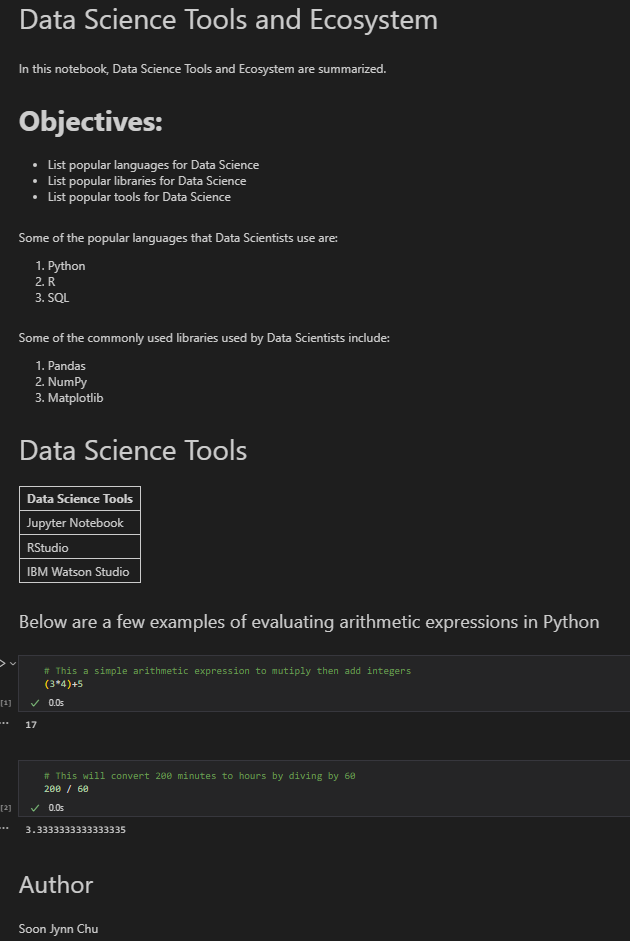 Data Science Tools and Ecosystem
In this notebook, Data Science Tools and Ecosystem are summarized.
Objectives:
• List popular languages for Data Science
• List popular libraries for Data Science
• List popular tools for Data Science
Some of the popular languages that Data Scientists use are:
1. Python
2. R
3. SQL
Some of the commonly used libraries used by Data Scientists include:
1. Pandas
2. NumPy
3. Matplotlib
Data Science Tools
Data Science Tools
Jupyter Notebook
RStudio
IBM Watson Studio
Below are a few examples of evaluating arithmetic expressions in Python
# This a simple arithmetic expression to mutiply then add integers
(3*4)+5
[1] ✓ 0.0s
... 17
# This will convert 200 minutes to hours by diving by 60
200 / 60
[2] ✓ 0.0s
... 3.3333333333333335
Author
Soon Jynn Chu